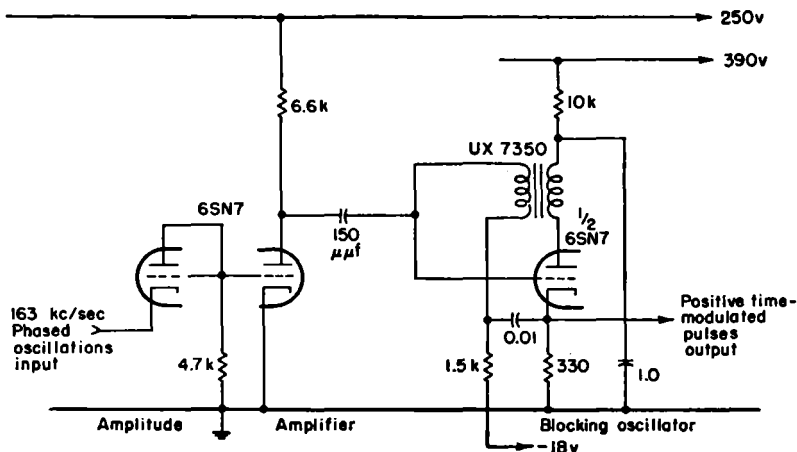 250v
390v
6.6k
10k
UX 7350
6SN7
150
μμf
1/2
6SN7
163 kc/sec
Phased
oscillations
input
Positive time-
modulated
pulses
output
4.7k
1.5k
0.01
330
1.0
Amplitude
Amplifier
Blocking oscillator
-18v